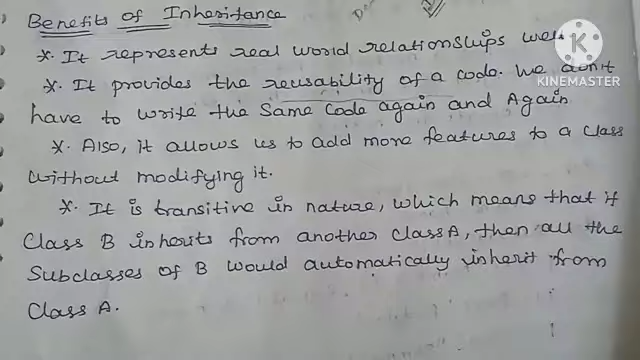 Benefits of Inheritance
*. It represents real world relationships well
*. It provides the reusability of a code. We don't
have to write the same code again and Again
*. Also, it allows us to add more features to a class
without modifying it.
*. It is transitive in nature, which means that if
Class B inherits from another class A, then all the
Subclasses of B would automatically inherit from
Class A.
KINEMASTER